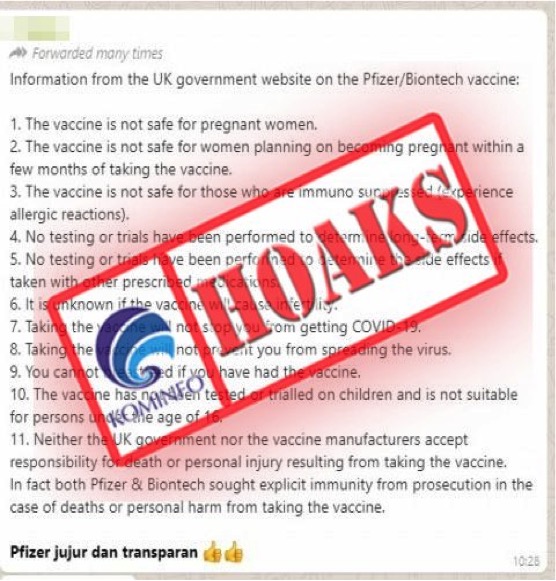 Forwarded many times
Information from the UK government website on the Pfizer/Biontech vaccine:
1. The vaccine is not safe for pregnant women.
2. The vaccine is not safe for women planning on becoming pregnant within a
few months of taking the vaccine.
3. The vaccine is not safe for those who are immuno suppressed (experience
allergic reactions).
4. No testing or trials have been performed to determine long-term side effects.
5. No testing or trials have been performed to determine the side effects if
taken with other prescribed medications.
6. It is unknown if the vaccine will cause infertility.
7. Taking the vaccine will not stop you from getting COVID-19.
8. Taking the vaccine will not prevent you from spreading the virus.
9. You cannot ed if you have had the vaccine.
10. The vaccine has been tested or trialled on children and is not suitable
for persons under the age of 16.
11. Neither the UK government nor the vaccine manufacturers accept
responsibility for death or personal injury resulting from taking the vaccine.
In fact both Pfizer & Biontech sought explicit immunity from prosecution in the
case of deaths or personal harm from taking the vaccine.
Pfizer jujur dan transparan 👍👍
10:28
HOAKS
KOMINFO